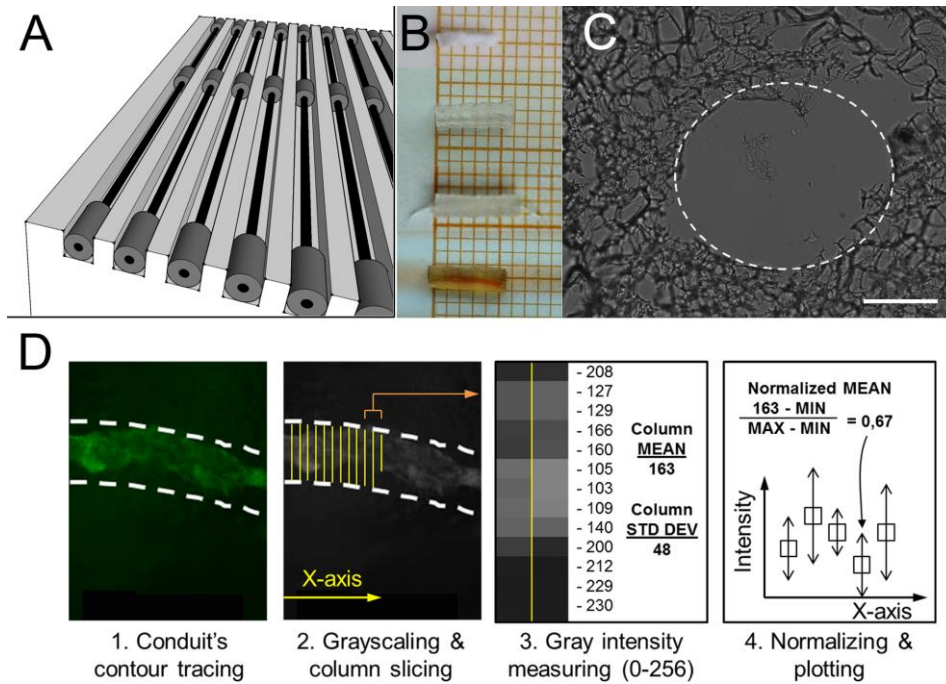 A
B
C
D
X-axis
1. Conduit's
contour tracing
2. Grayscaling &
column slicing
- 208
- 127
- 129
- 166
- 160
- 105
- 103
- 109
- 140
- 200
- 212
- 229
- 230
Column
MEAN
163
Column
STD DEV
48
3. Gray intensity
measuring (0-256)
Normalized MEAN
163 - MIN
MAX - MIN
= 0,67
Intensity
X-axis
4. Normalizing &
plotting